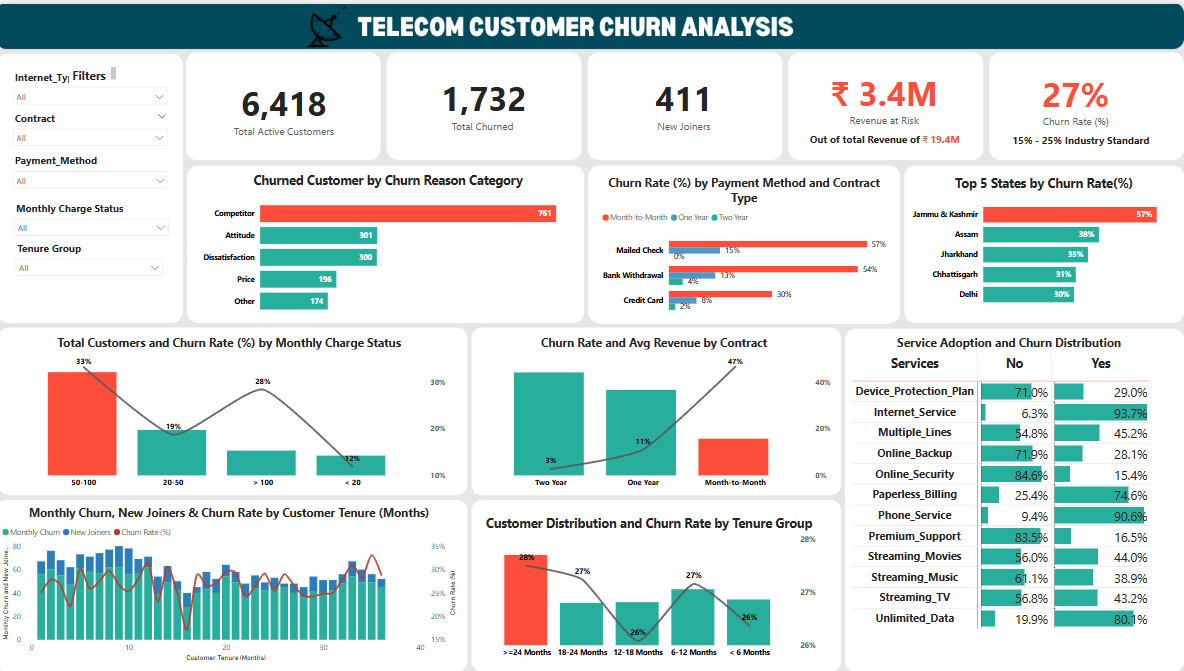 TELECOM CUSTOMER CHURN ANALYSIS
Internet_Ty Filters
All
Contract
All
Payment_Method
All
Monthly Charge Status
All
Tenure Group
All
6,418
Total Active Customers
1,732
Total Churned
411
New Joiners
₹ 3.4M
Revenue at Risk
Out of total Revenue of ₹ 19.4M
27%
Churn Rate (%)
15% - 25% Industry Standard
Churned Customer by Churn Reason Category
Competitor 761
Attitude 301
Dissatisfaction 300
Price 196
Other 174
Churn Rate (%) by Payment Method and Contract
Type
Month-to-Month One Year Two Year
Mailed Check 57% 15% 0%
Bank Withdrawal 54% 13% 4%
Credit Card 30% 8% 2%
Top 5 States by Churn Rate(%)
Jammu & Kashmir 57%
Assam 38%
Jharkhand 35%
Chhattisgarh 31%
Delhi 30%
Total Customers and Churn Rate (%) by Monthly Charge Status
33% 19% 28% 12%
30%
20%
10%
50-100 20-50 > 100 < 20
Churn Rate and Avg Revenue by Contract
3% 11% 47%
40%
20%
0%
Two Year One Year Month-to-Month
Service Adoption and Churn Distribution
Services No Yes
Device_Protection_Plan 71.0% 29.0%
Internet_Service 6.3% 93.7%
Multiple_Lines 54.8% 45.2%
Online_Backup 71.9% 28.1%
Online_Security 84.6% 15.4%
Paperless_Billing 25.4% 74.6%
Phone_Service 9.4% 90.6%
Premium_Support 83.5% 16.5%
Streaming_Movies 56.0% 44.0%
Streaming_Music 61.1% 38.9%
Streaming_TV 56.8% 43.2%
Unlimited_Data 19.9% 80.1%
Monthly Churn, New Joiners & Churn Rate by Customer Tenure (Months)
Monthly Churn New Joiners Churn Rate (%)
Monthly Churn and New Joine...
80
60
40
20
0
35%
30%
25%
20%
15%
Churn Rate (%)
0 10 20 30 40
Customer Tenure (Months)
Customer Distribution and Churn Rate by Tenure Group
28% 27% 26% 27% 26%
28%
27%
26%
>=24 Months 18-24 Months 12-18 Months 6-12 Months < 6 Months